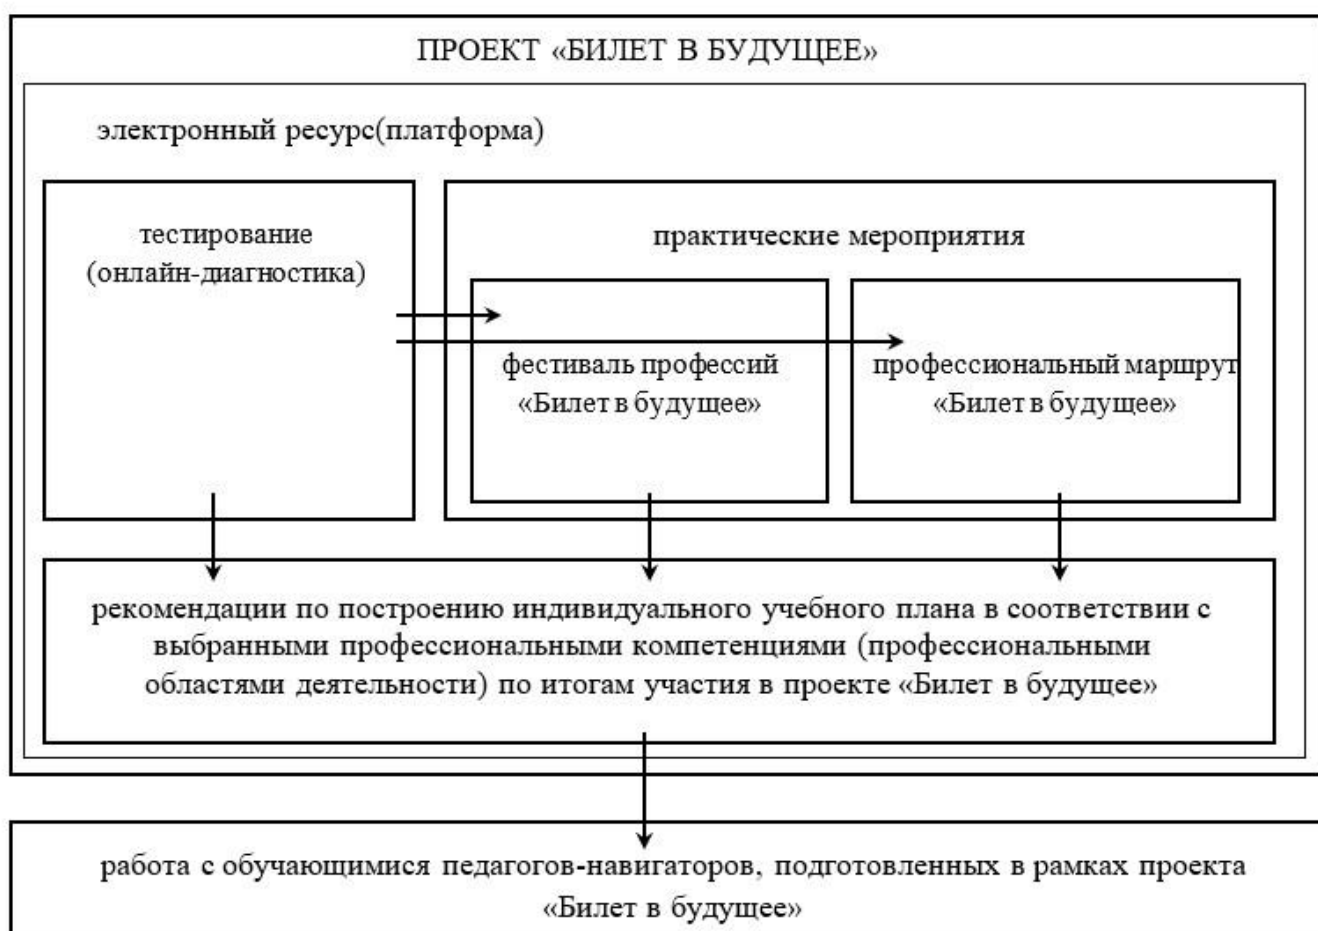 ПРОЕКТ «БИЛЕТ В БУДУЩЕЕ»
электронный ресурс(платформа)
тестирование
(онлайн-диагностика)
практические мероприятия
фестиваль профессий
«Билет в будущее»
профессиональный маршрут
«Билет в будущее»
рекомендации по построению индивидуального учебного плана в соответствии с
выбранными профессиональными компетенциями (профессиональными
областями деятельности) по итогам участия в проекте «Билет в будущее»
работа с обучающимися педагогов-навигаторов, подготовленных в рамках проекта
«Билет в будущее»